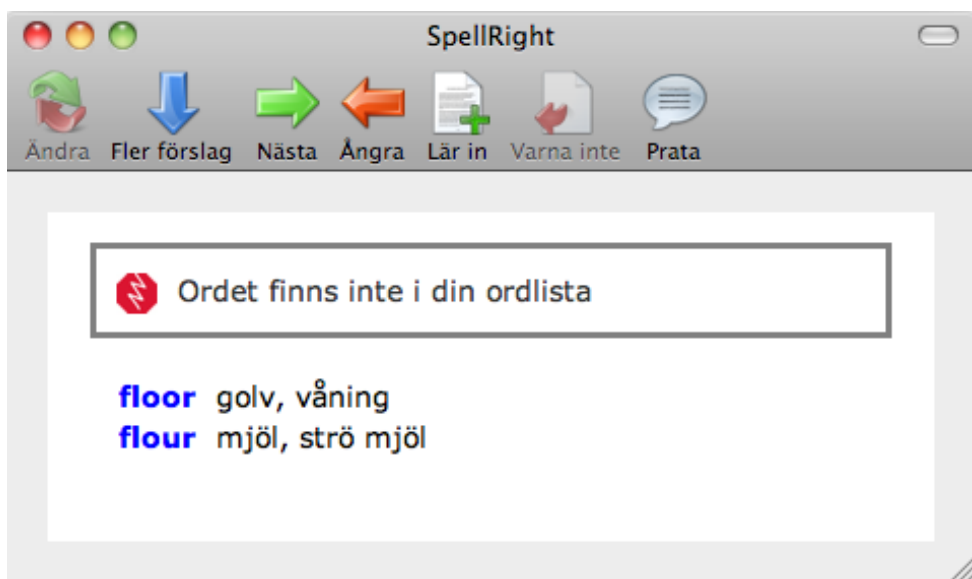 SpellRight
Ändra Fler förslag Nästa Ångra Lär in Varna inte Prata
Ordet finns inte i din ordlista
floor golv, våning
flour mjöl, strö mjöl